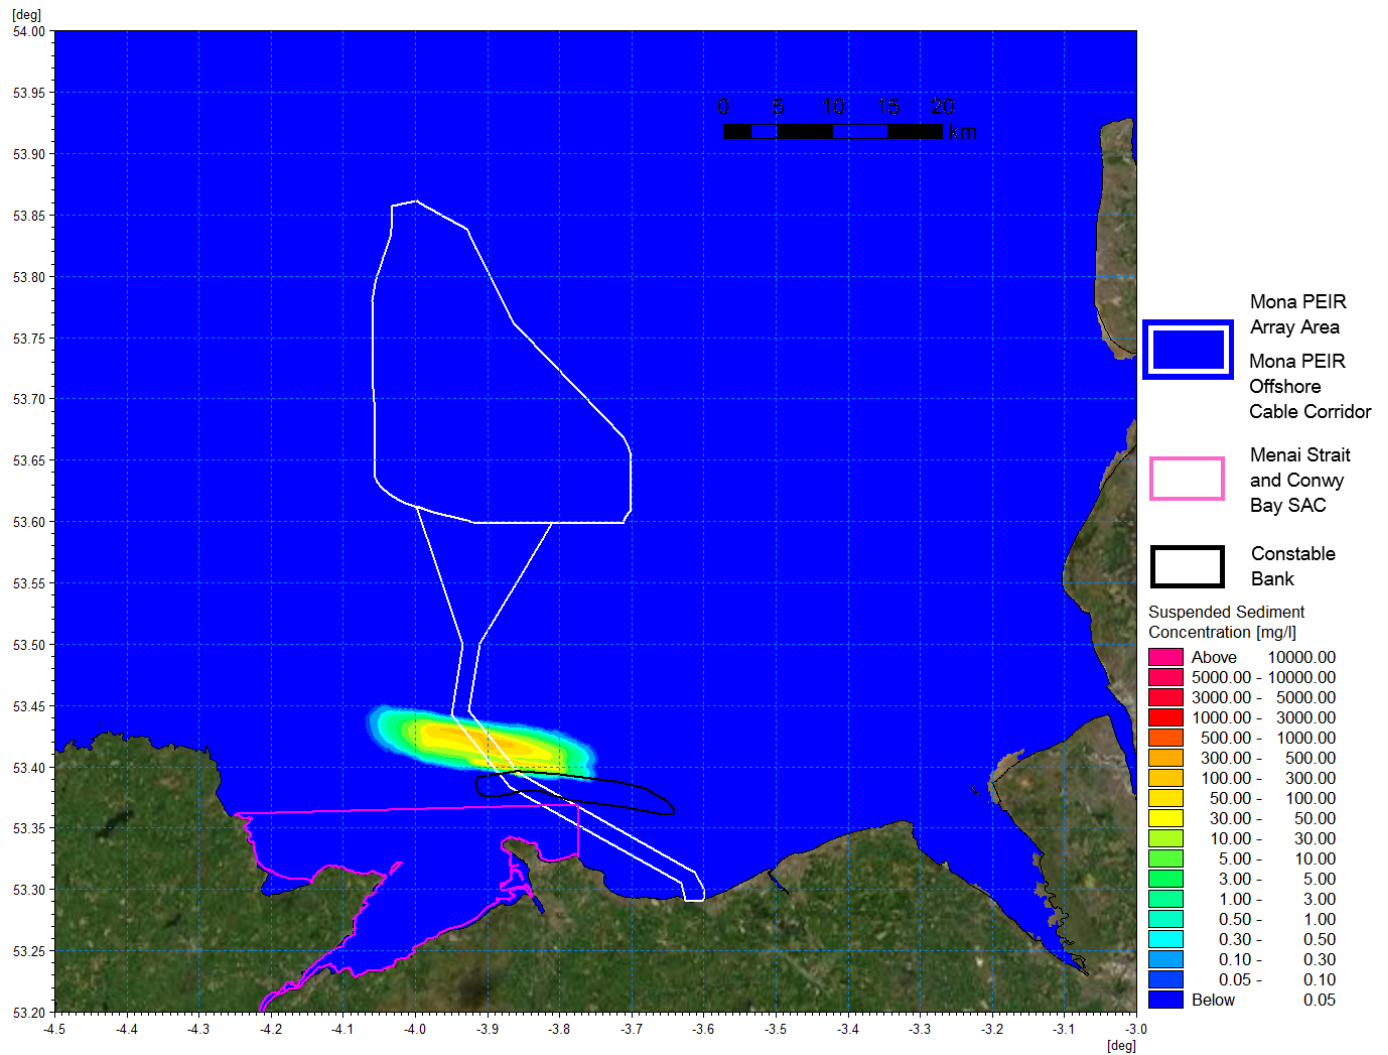 [deg]
54.00
53.95
53.90
53.85
53.80
53.75
53.70
53.65
53.60
53.55
53.50
53.45
53.40
53.35
53.30
53.25
53.20
-4.5 -4.4 -4.3 -4.2 -4.1 -4.0 -3.9 -3.8 -3.7 -3.6 -3.5 -3.4 -3.3 -3.2 -3.1 -3.0
[deg]
0 5 10 15 20
km
Mona PEIR
Array Area
Mona PEIR
Offshore
Cable Corridor
Menai Strait
and Conwy
Bay SAC
Constable
Bank
Suspended Sediment
Concentration [mg/l]
Above 10000.00
5000.00 - 10000.00
3000.00 - 5000.00
1000.00 - 3000.00
500.00 - 1000.00
300.00 - 500.00
100.00 - 300.00
50.00 - 100.00
30.00 - 50.00
10.00 - 30.00
5.00 - 10.00
3.00 - 5.00
1.00 - 3.00
0.50 - 1.00
0.30 - 0.50
0.10 - 0.30
0.05 - 0.10
Below 0.05